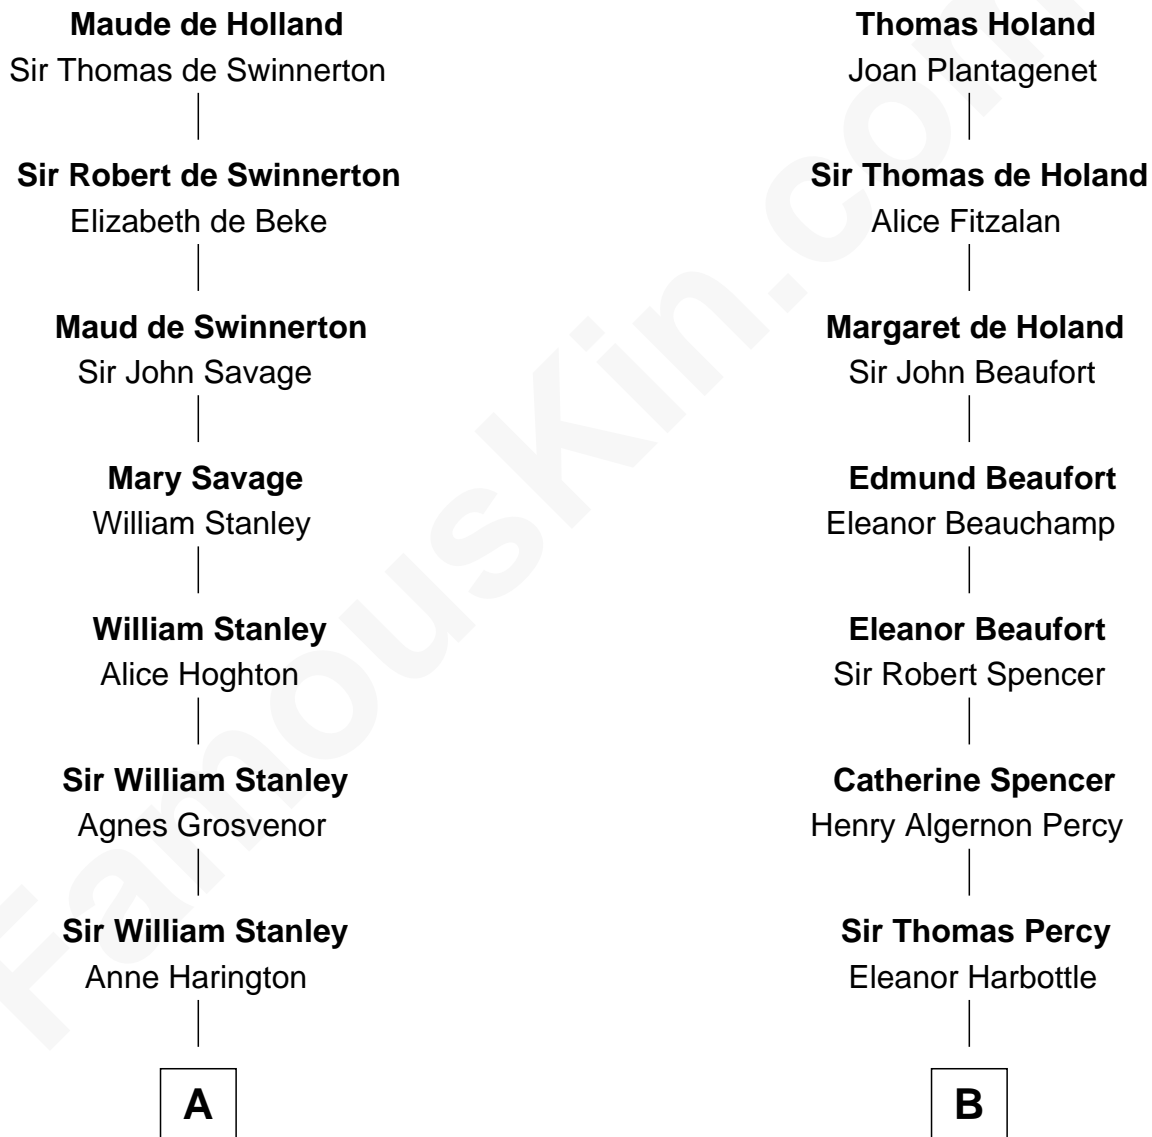 Maude de Holland
Sir Thomas de Swinnerton
Sir Robert de Swinnerton
Elizabeth de Beke
Maud de Swinnerton
Sir John Savage
Mary Savage
William Stanley
William Stanley
Alice Hoghton
Sir William Stanley
Agnes Grosvenor
Sir William Stanley
Anne Harington
A
Thomas Holand
Joan Plantagenet
Sir Thomas de Holand
Alice Fitzalan
Margaret de Holand
Sir John Beaufort
Edmund Beaufort
Eleanor Beauchamp
Eleanor Beaufort
Sir Robert Spencer
Catherine Spencer
Henry Algernon Percy
Sir Thomas Percy
Eleanor Harbottle
B
FamousKin.com